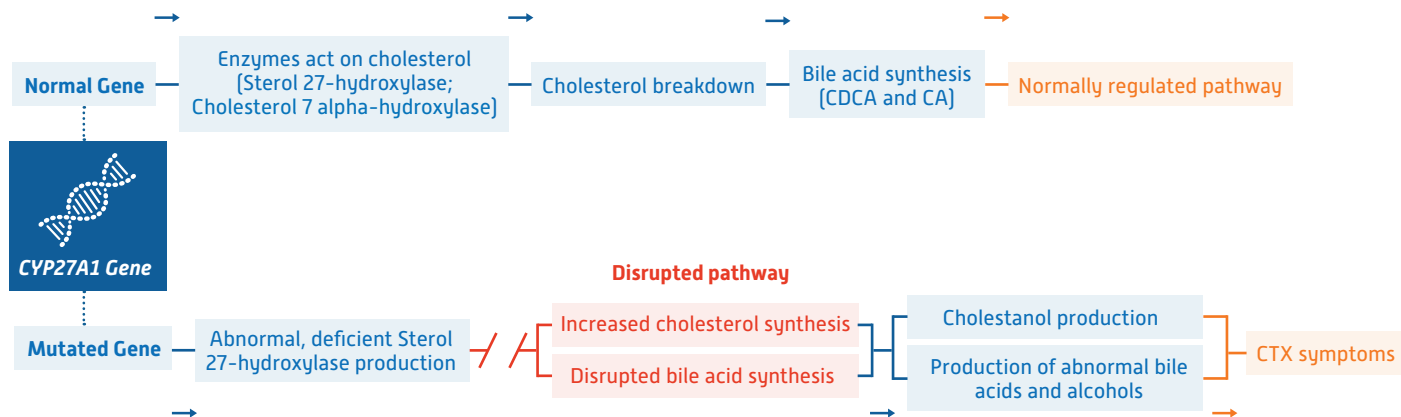 Normal Gene
Enzymes act on cholesterol
(Sterol 27-hydroxylase;
Cholesterol 7 alpha-hydroxylase)
Cholesterol breakdown
Bile acid synthesis
(CDCA and CA)
Normally regulated pathway
CYP27A1 Gene
Disrupted pathway
Mutated Gene
Abnormal, deficient Sterol
27-hydroxylase production
Increased cholesterol synthesis
Disrupted bile acid synthesis
Cholestanol production
Production of abnormal bile
acids and alcohols
CTX symptoms